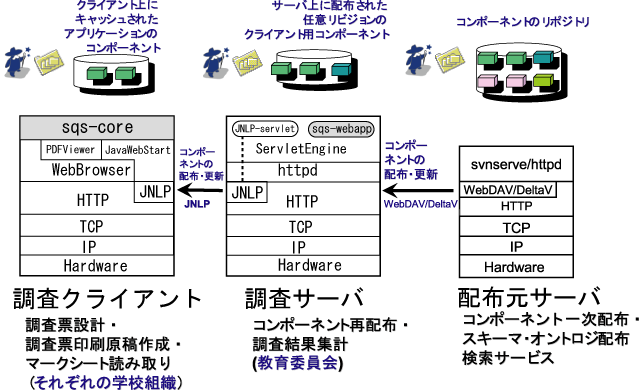 クライアント上に
キャッシュされた
アプリケーションの
コンポーネント
サーバ上に配布された
任意リビジョンの
クライアント用コンポーネント
コンポーネントのリポジトリ
sqs-core
PDFViewer
JavaWebStart
WebBrowser
JNLP
HTTP
TCP
IP
Hardware
コンポー
ネントの
配布・更新
JNLP
JNLP-servlet
sqs-webapp
ServletEngine
httpd
JNLP
HTTP
TCP
IP
Hardware
コンポー
ネントの
配布・更新
WebDAV/DeltaV
svnserve/httpd
WebDAV/DeltaV
HTTP
TCP
IP
Hardware
調査クライアント
調査票設計・
調査票印刷原稿作成・
マークシート読み取り
(それぞれの学校組織)
調査サーバ
コンポーネント再配布・
調査結果集計
(教育委員会)
配布元サーバ
コンポーネント一次配布・
スキーマ・オントロジ配布
検索サービス